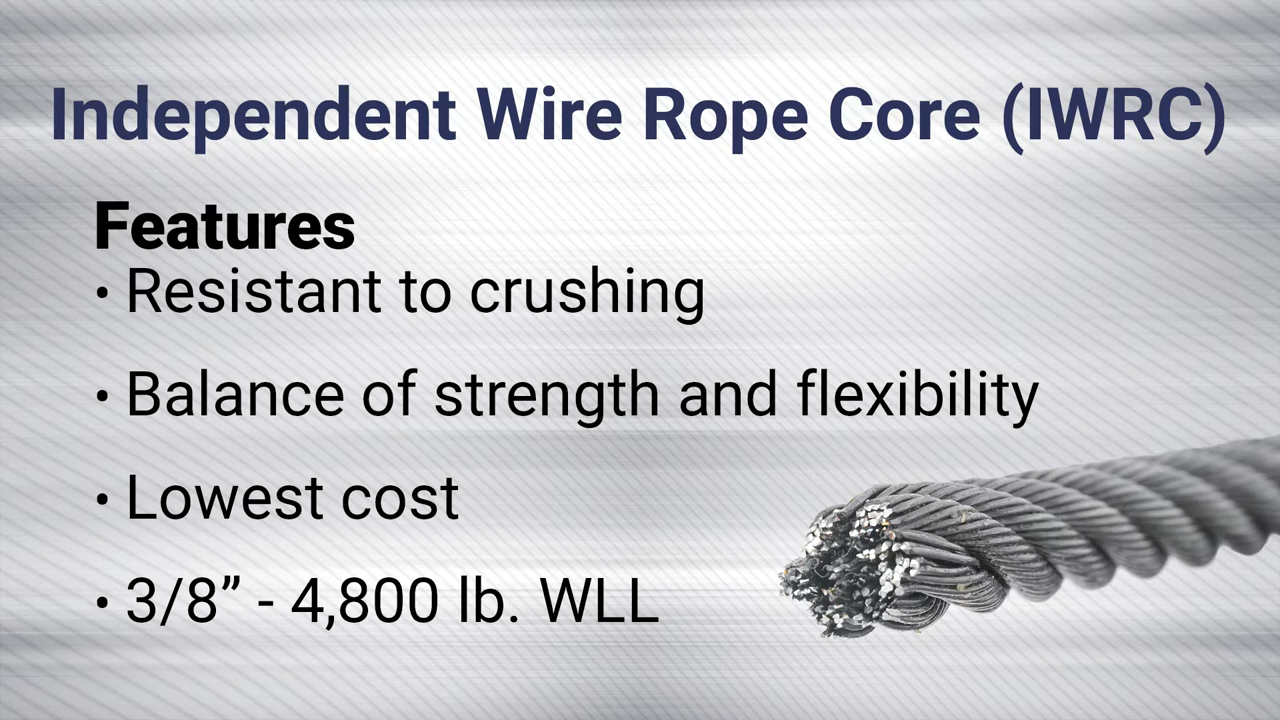 Independent Wire Rope Core (IWRC)
Features
• Resistant to crushing
• Balance of strength and flexibility
• Lowest cost
• 3/8” - 4,800 lb. WLL